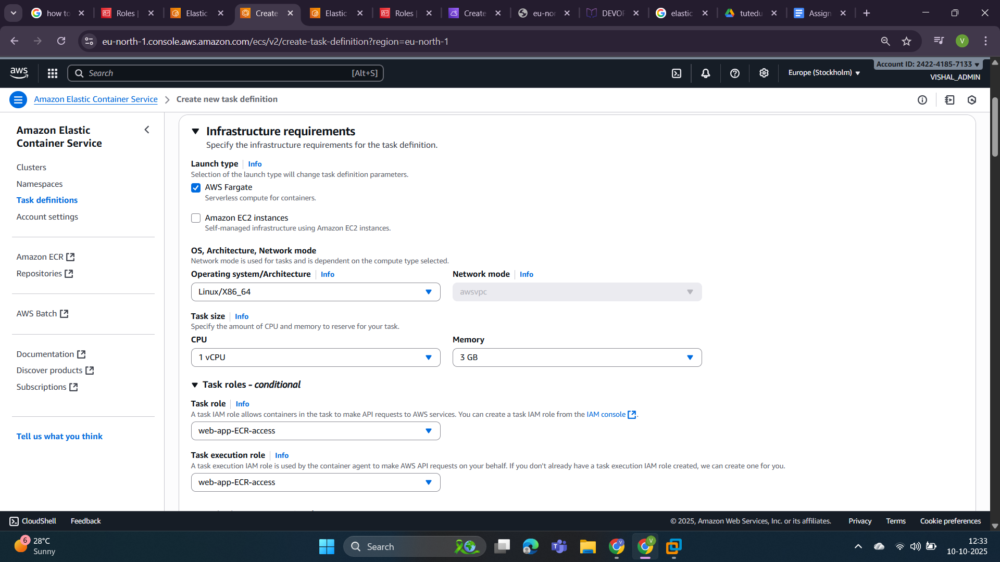 how to
Roles |
Elastic
Create
Elastic
Roles |
Create
eu-nor
DEVOP
elastic
tutedu
Assign
eu-north-1.console.aws.amazon.com/ecs/v2/create-task-definition?region=eu-north-1
V
aws
Search
[Alt+S]
Europe (Stockholm)
Account ID: 2422-4185-7133
VISHAL_ADMIN
Amazon Elastic Container Service
Create new task definition
Amazon Elastic
Container Service
Clusters
Namespaces
Task definitions
Account settings
Amazon ECR
Repositories
AWS Batch
Documentation
Discover products
Subscriptions
Tell us what you think
Infrastructure requirements
Specify the infrastructure requirements for the task definition.
Launch type Info
Selection of the launch type will change task definition parameters.
AWS Fargate
Serverless compute for containers.
Amazon EC2 instances
Self-managed infrastructure using Amazon EC2 instances.
OS, Architecture, Network mode
Network mode is used for tasks and is dependent on the compute type selected.
Operating system/Architecture Info
Network mode Info
Linux/X86_64
awsvpc
Task size Info
Specify the amount of CPU and memory to reserve for your task.
CPU
Memory
1 vCPU
3 GB
Task roles - conditional
Task role Info
A task IAM role allows containers in the task to make API requests to AWS services. You can create a task IAM role from the IAM console.
web-app-ECR-access
Task execution role Info
A task execution IAM role is used by the container agent to make AWS API requests on your behalf. If you don't already have a task execution IAM role created, we can create one for you.
web-app-ECR-access
CloudShell
Feedback
© 2025, Amazon Web Services, Inc. or its affiliates.
Privacy
Terms
Cookie preferences
6
28°C
Sunny
Search
V
V
12:33
10-10-2025